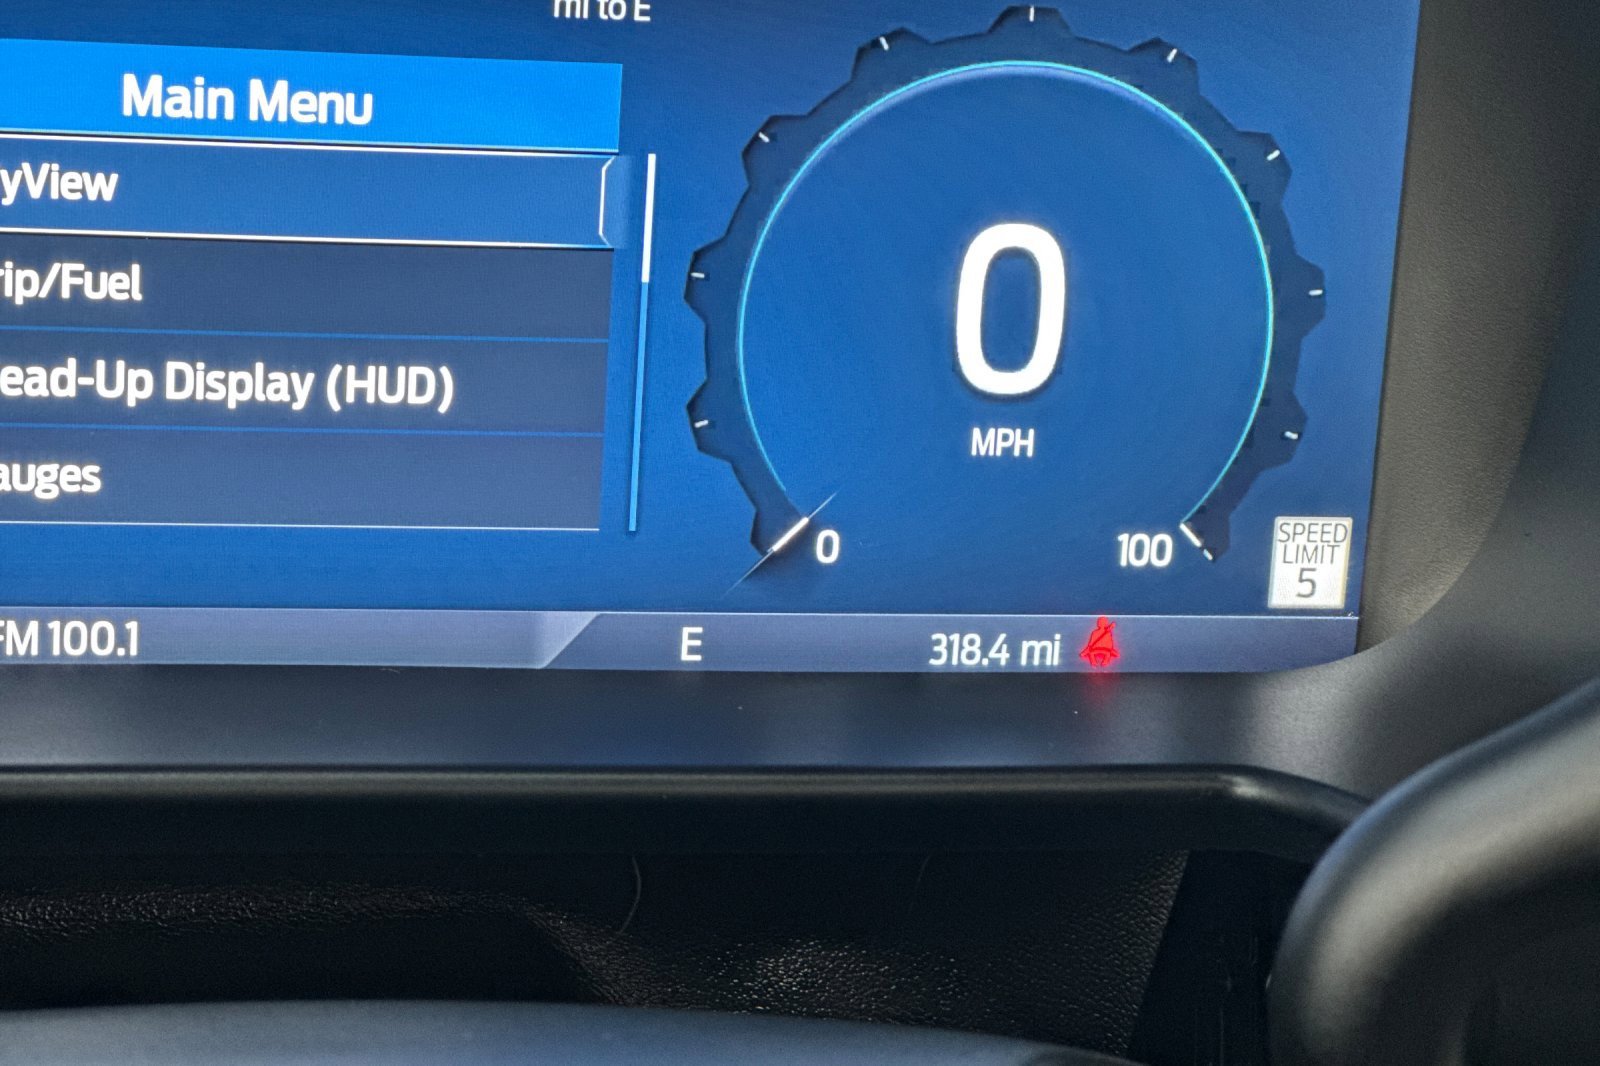 mi to E
Main Menu
yView
rip/Fuel
ead-Up Display (HUD)
auges
0
MPH
0
100
SPEED
LIMIT
5
FM 100.1
E
318.4 mi